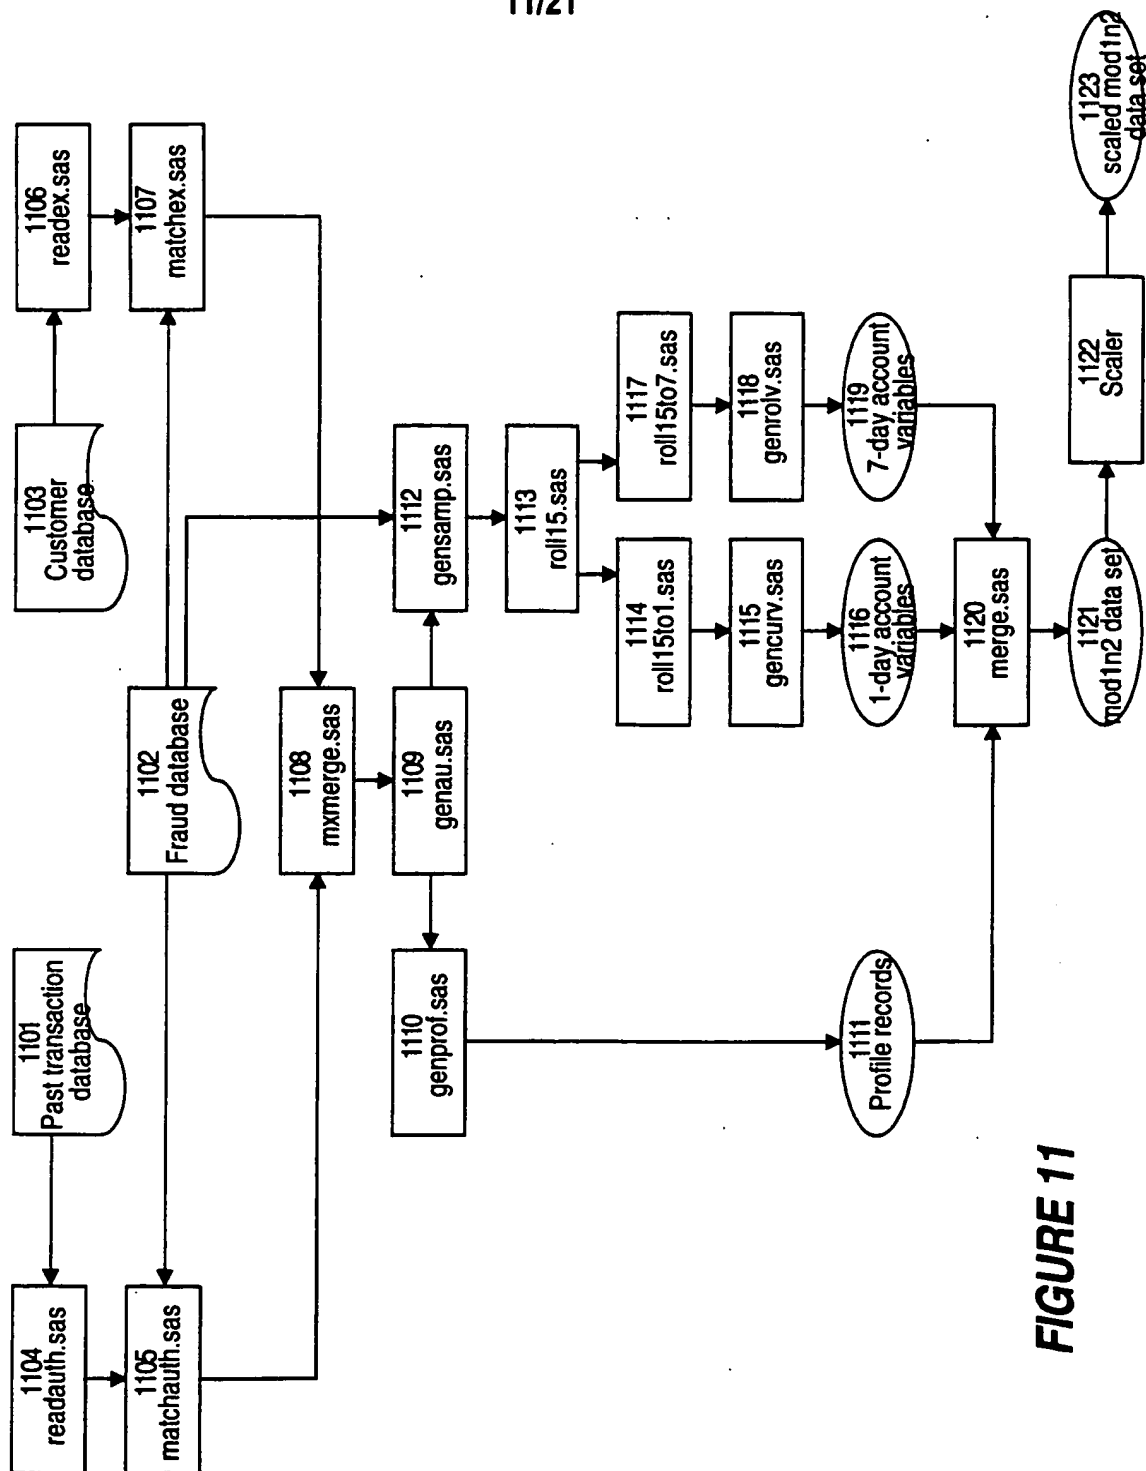 11/21
1101
Past transaction
database
1102
Fraud database
1103
Customer
database
1104
readauth.sas
1105
matchauth.sas
1106
readex.sas
1107
matchex.sas
1108
mxmerge.sas
1109
genau.sas
1110
genprof.sas
1111
Profile records
1112
gensamp.sas
1113
roll15.sas
1114
roll15to1.sas
1115
gencurv.sas
1116
1-day account
variables
1117
roll15to7.sas
1118
genrolv.sas
1119
7-day account
variables
1120
merge.sas
1121
mod1n2 data set
1122
Scaler
1123
scaled mod1n2
data set
FIGURE 11